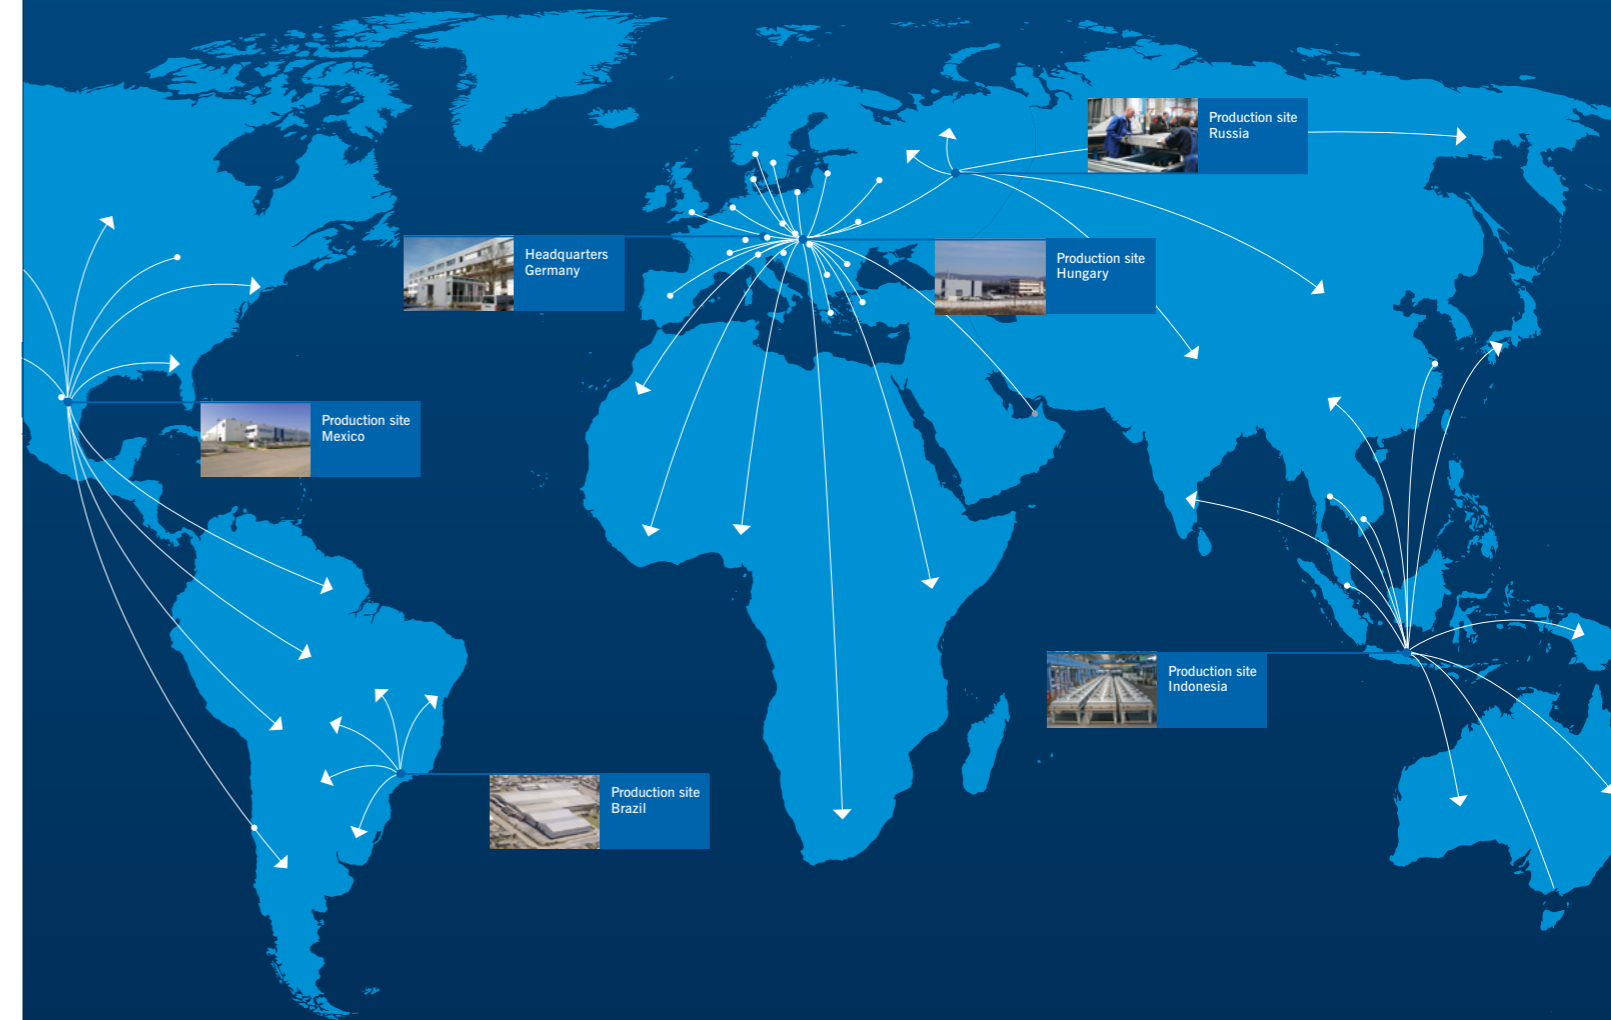 Production site
Russia
Headquarters
Germany
Production site
Hungary
Production site
Mexico
Production site
Indonesia
Production site
Brazil